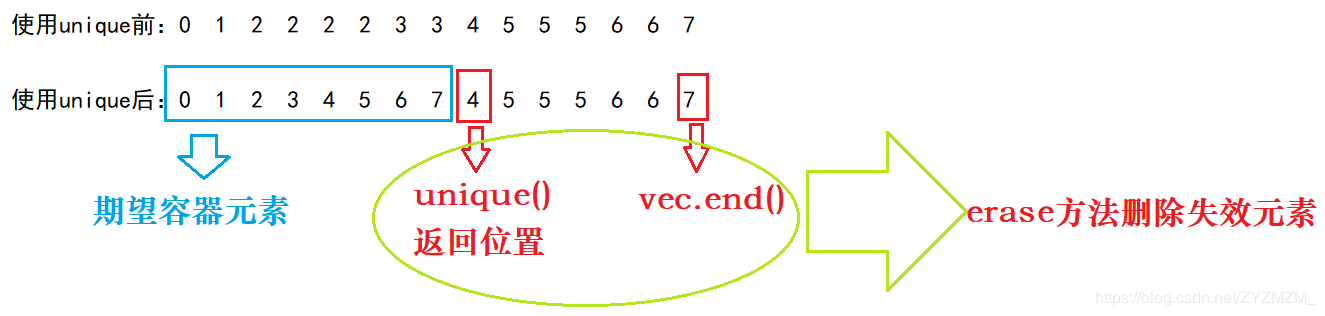 使用unique前：0 1 2 2 2 2 3 3 4 5 5 5 6 6 7
使用unique后：0 1 2 3 4 5 6 7 4 5 5 5 6 6 7
期望容器元素
unique()
返回位置
vec.end()
erase方法删除失效元素
https://blog.csdn.net/ZYZMZM_